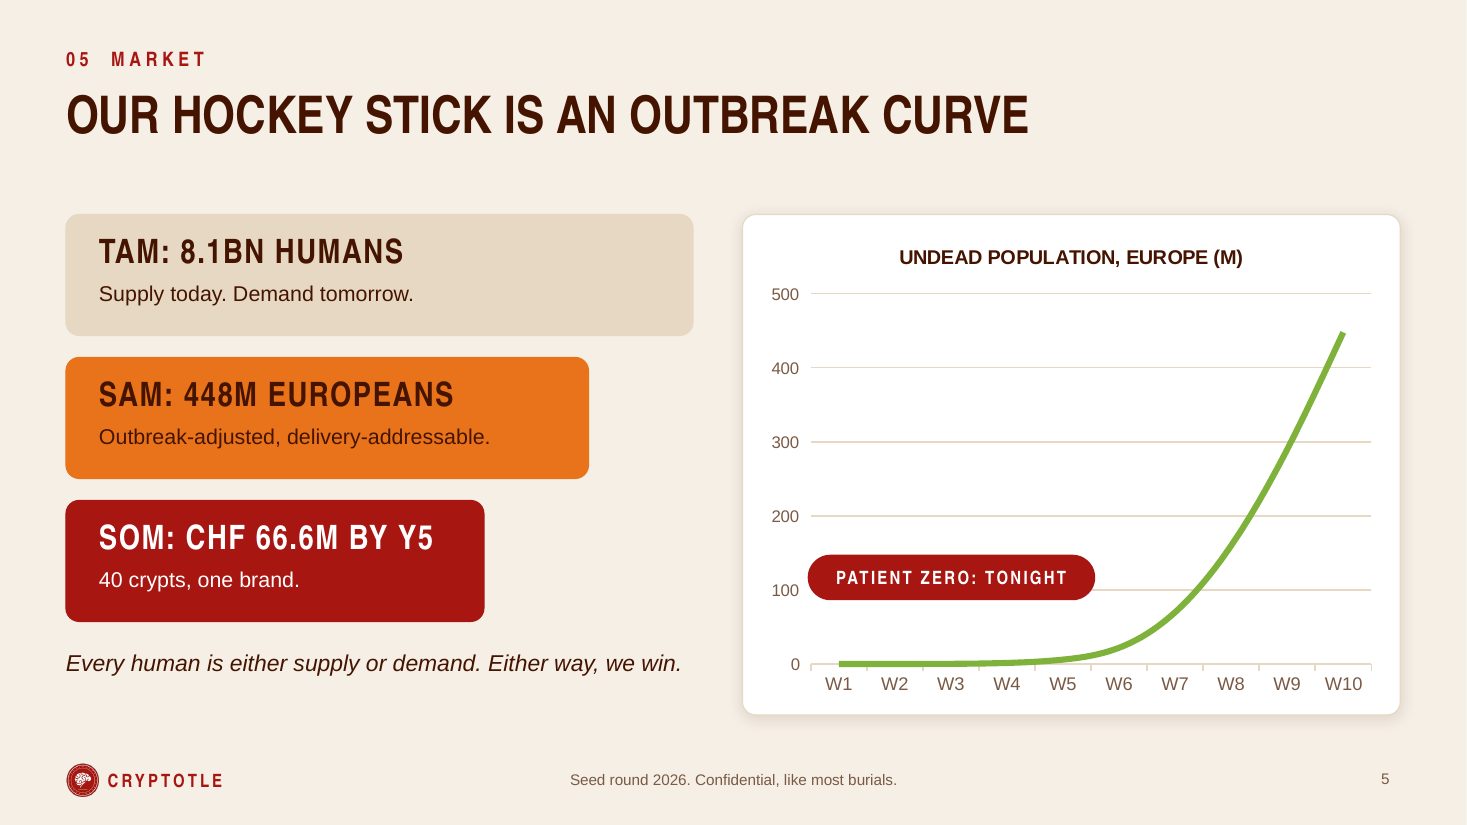 05 MARKET
OUR HOCKEY STICK IS AN OUTBREAK CURVE
TAM: 8.1BN HUMANS
Supply today. Demand tomorrow.
SAM: 448M EUROPEANS
Outbreak-adjusted, delivery-addressable.
SOM: CHF 66.6M BY Y5
40 crypts, one brand.
Every human is either supply or demand. Either way, we win.
UNDEAD POPULATION, EUROPE (M)
500
400
300
200
100
0
PATIENT ZERO: TONIGHT
W1 W2 W3 W4 W5 W6 W7 W8 W9 W10
CRYPTOTLE
Seed round 2026. Confidential, like most burials.
5